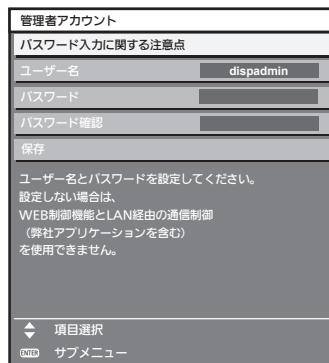 管理者アカウント
パスワード入力に関する注意点
ユーザー名 dispadmin
パスワード
パスワード確認
保存
ユーザー名とパスワードを設定してください。
設定しない場合は、
WEB制御機能とLAN経由の通信制御
（弊社アプリケーションを含む）
を使用できません。
項目選択
ENTER サブメニュー